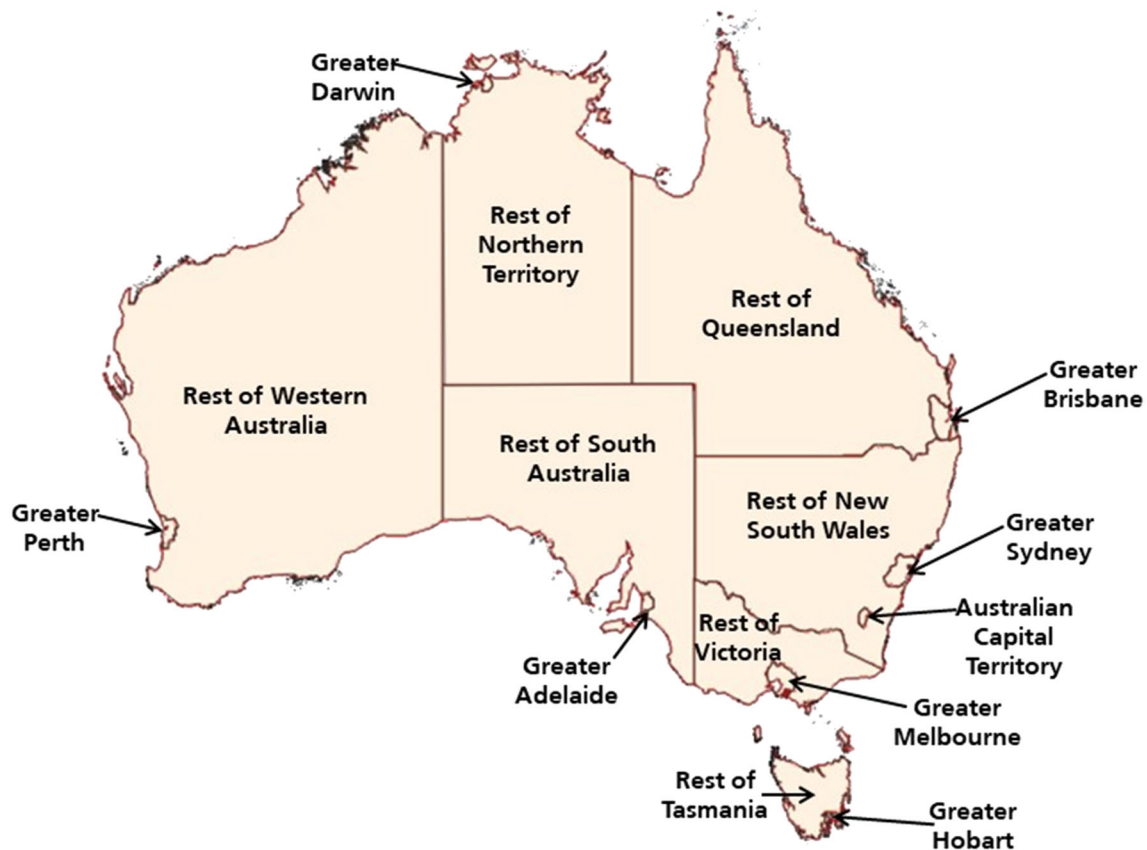 Greater
Darwin
Rest of
Northern
Territory
Rest of
Queensland
Greater
Brisbane
Rest of Western
Australia
Rest of South
Australia
Rest of New
South Wales
Greater
Perth
Greater
Sydney
Australian
Capital
Territory
Rest of
Victoria
Greater
Adelaide
Greater
Melbourne
Rest of
Tasmania
Greater
Hobart